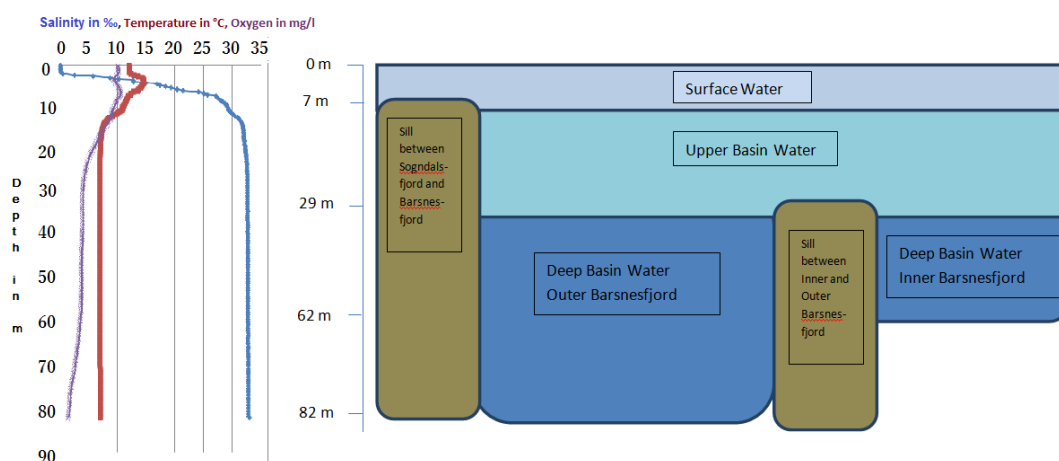 Salinity in ‰, Temperature in °C, Oxygen in mg/l
0 5 10 15 20 25 30 35
0
10
20
30
40
50
60
70
80
90
Depth in m
0 m
7 m
29 m
62 m
82 m
Surface Water
Upper Basin Water
Sill
between
Sogndals-
fjord and
Barsnes-
fjord
Deep Basin Water
Outer Barsnesfjord
Sill
between
Inner and
Outer
Barsnes-
fjord
Deep Basin Water
Inner Barsnesfjord